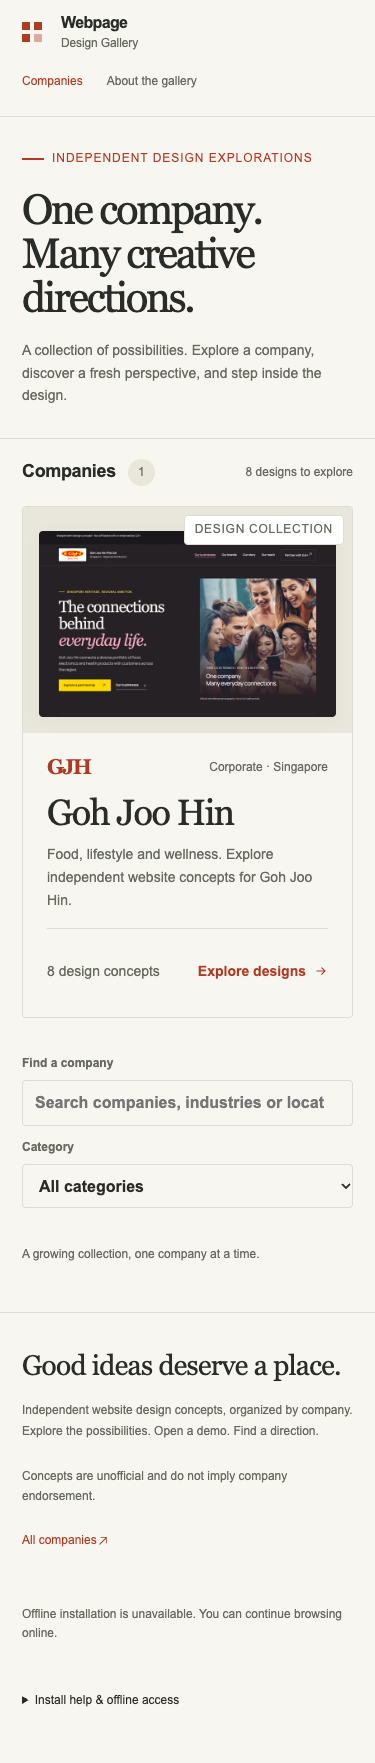 Webpage
Design Gallery
Companies About the gallery
INDEPENDENT DESIGN EXPLORATIONS
One company.
Many creative
directions.
A collection of possibilities. Explore a company,
discover a fresh perspective, and step inside the
design.
Companies 1 8 designs to explore
DESIGN COLLECTION
The connections
behind
everyday life.
One company.
Many everyday connections.
GJH Corporate · Singapore
Goh Joo Hin
Food, lifestyle and wellness. Explore
independent website concepts for Goh Joo
Hin.
8 design concepts Explore designs →
Find a company
Search companies, industries or locat
Category
All categories
A growing collection, one company at a time.
Good ideas deserve a place.
Independent website design concepts, organized by company.
Explore the possibilities. Open a demo. Find a direction.
Concepts are unofficial and do not imply company
endorsement.
All companies↗
Offline installation is unavailable. You can continue browsing
online.
▶ Install help & offline access